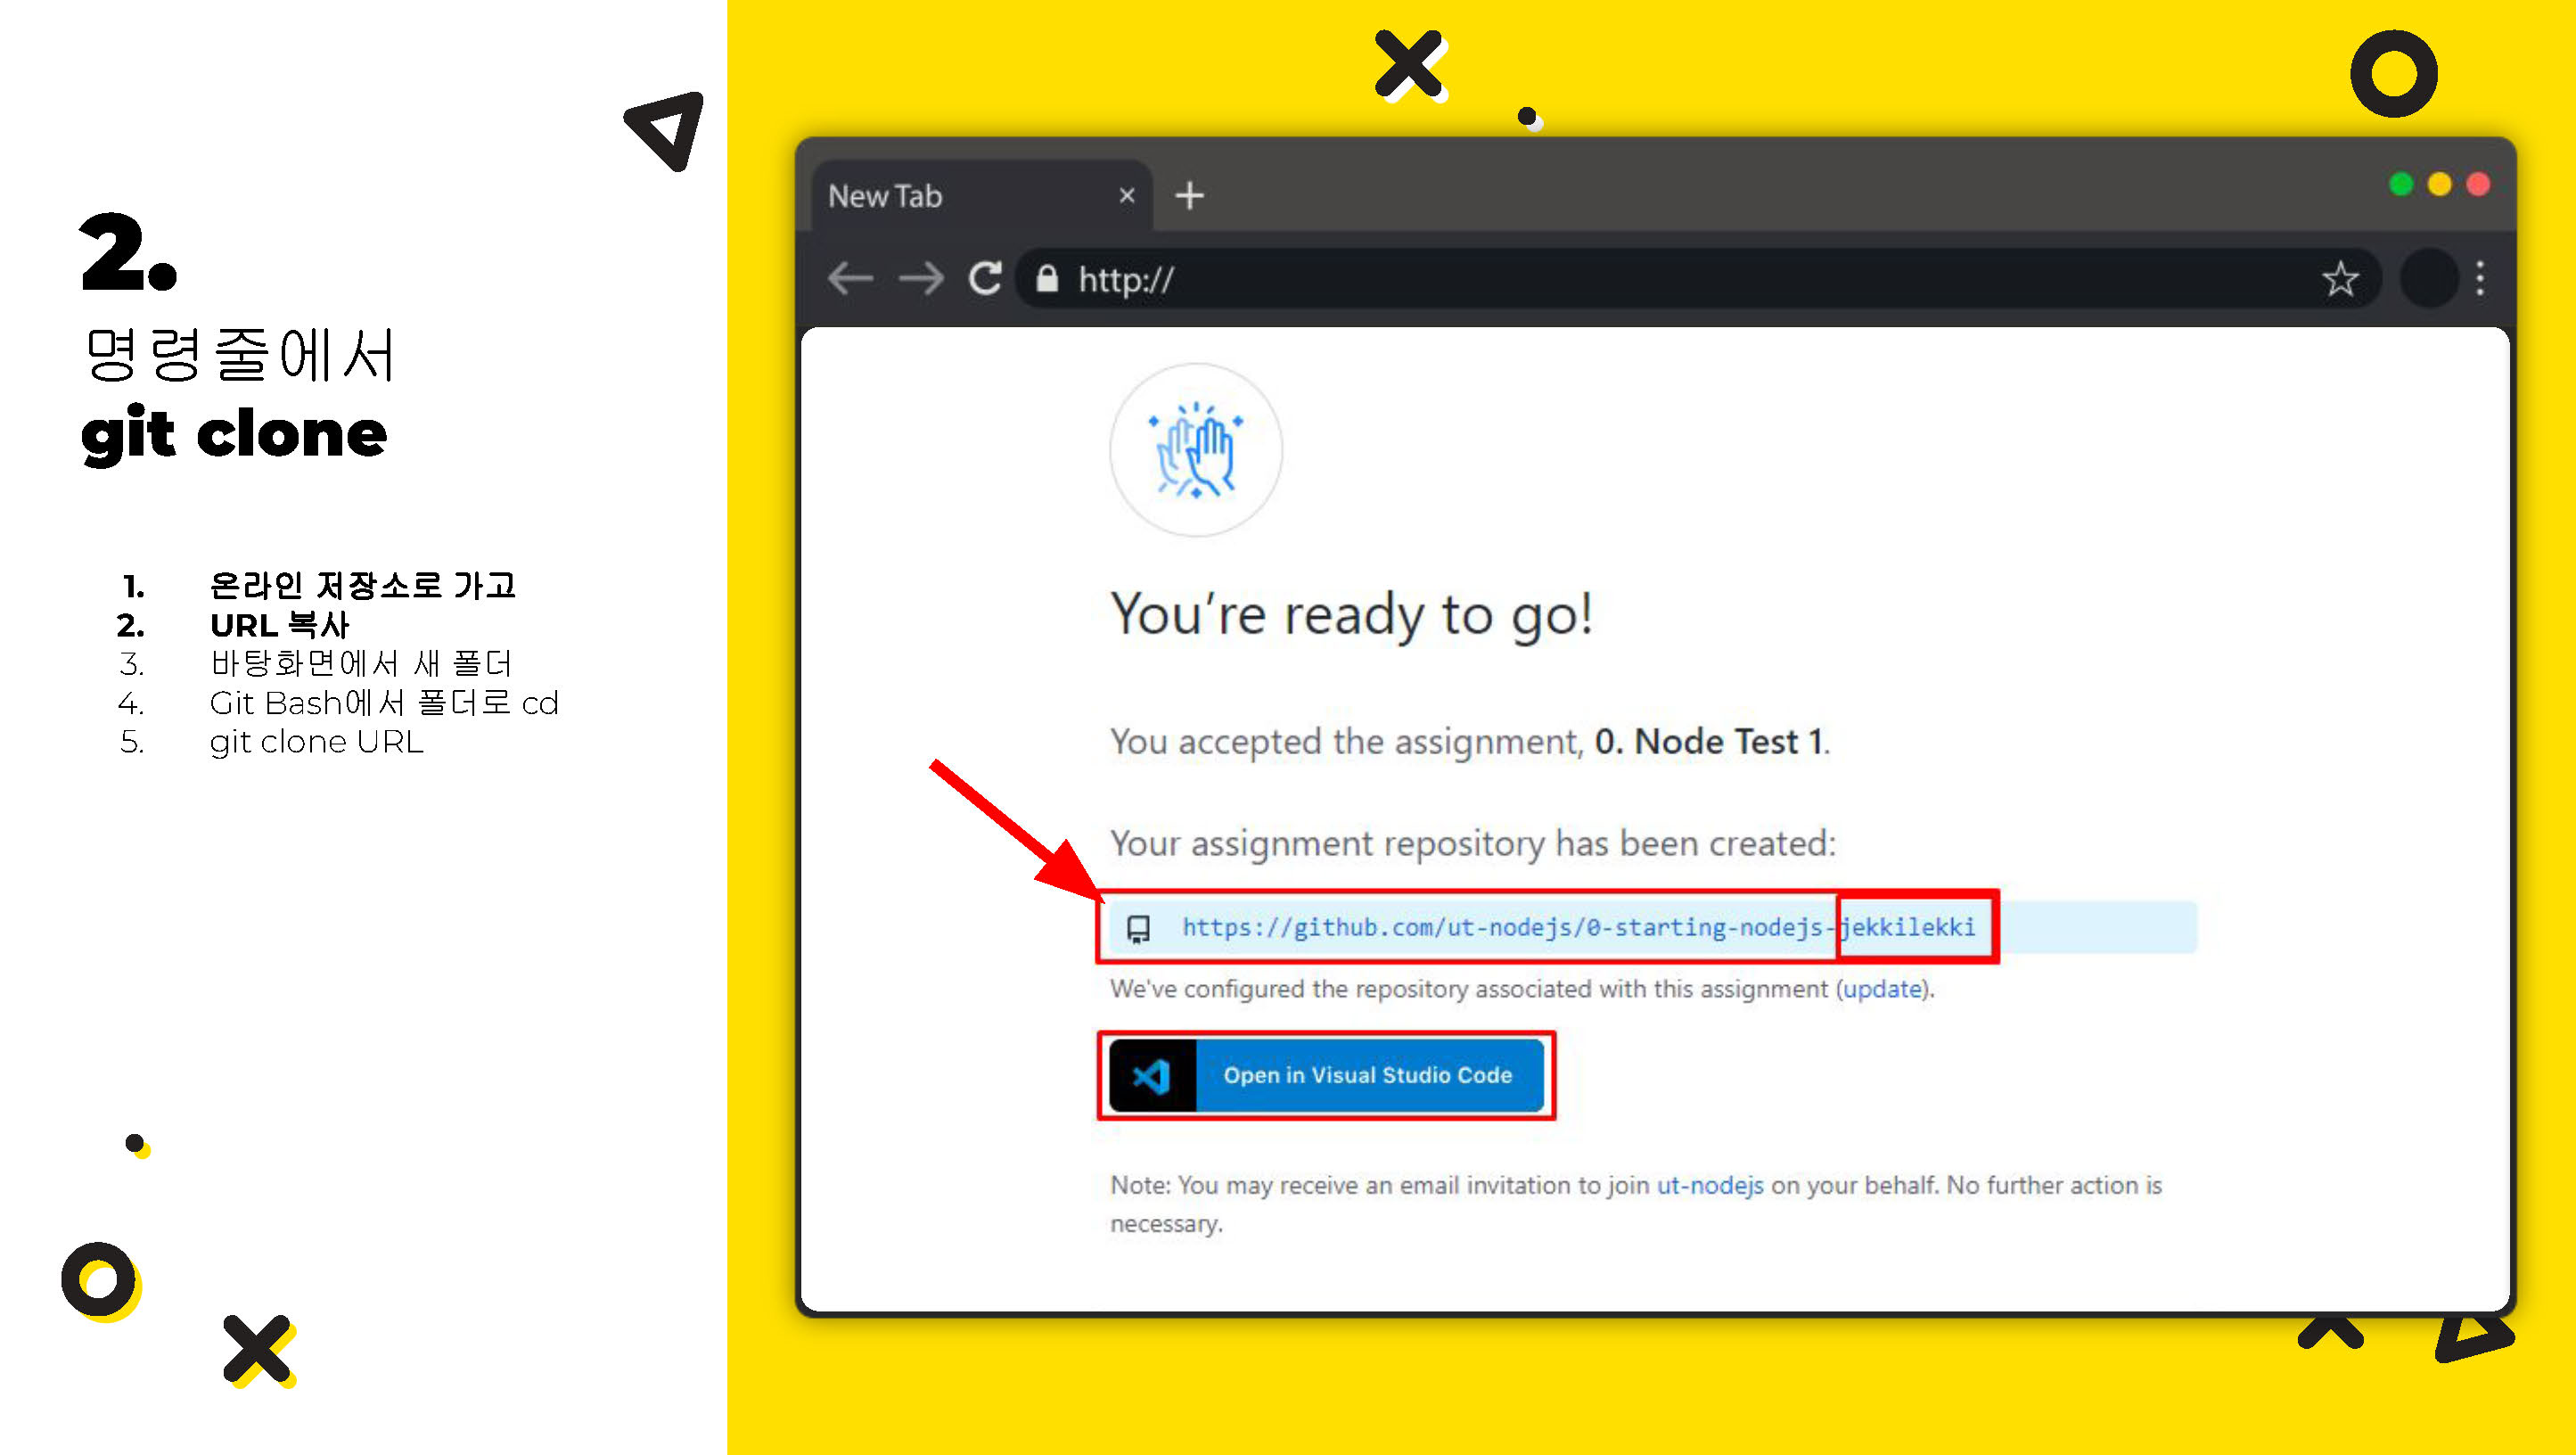 2.
명령줄에서
git clone
1. 온라인 저장소로 가고
2. URL 복사
3. 바탕화면에서 새 폴더
4. Git Bash에서 폴더로 cd
5. git clone URL
New Tab
http://
You're ready to go!
You accepted the assignment, 0. Node Test 1.
Your assignment repository has been created:
https://github.com/ut-nodejs/0-starting-nodejs-jekkilekki
We've configured the repository associated with this assignment (update).
Open in Visual Studio Code
Note: You may receive an email invitation to join ut-nodejs on your behalf. No further action is
necessary.